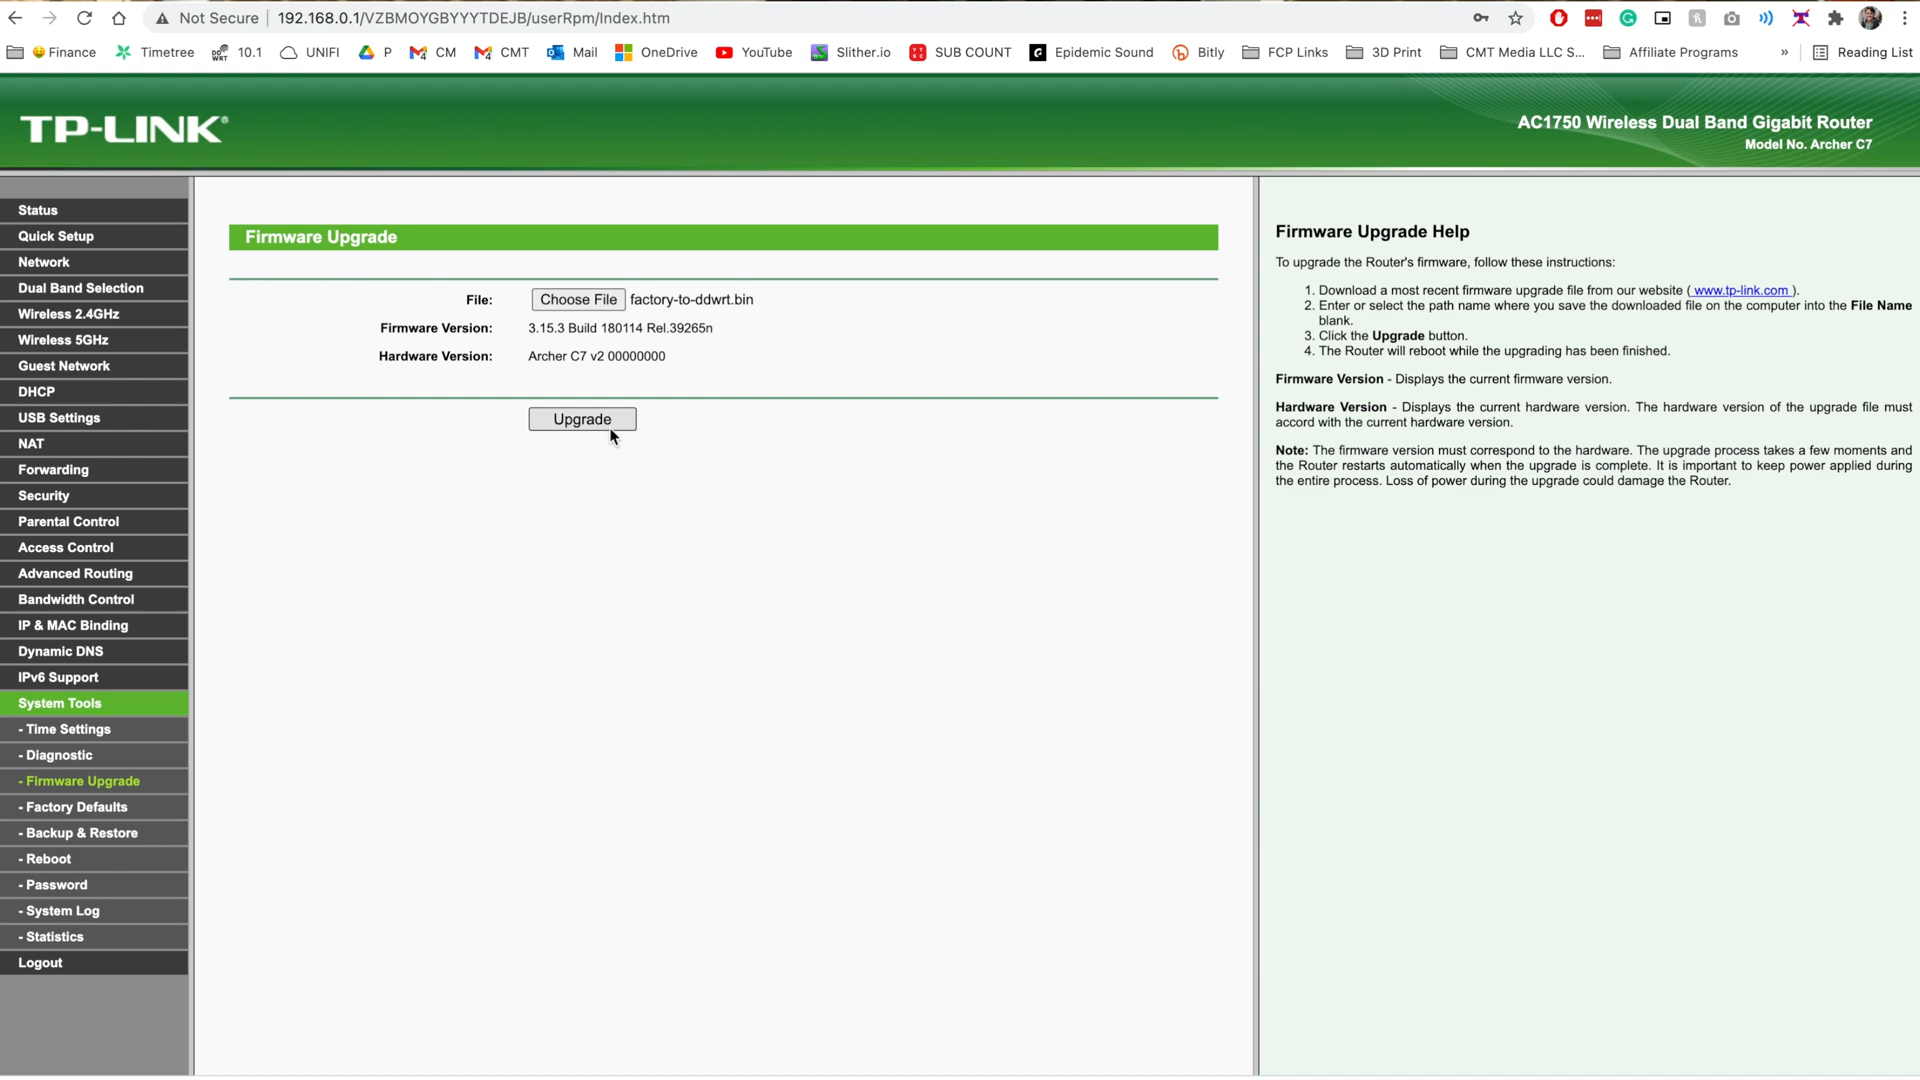 Not Secure 192.168.0.1/VZBMOYGBYYYTDEJB/userRpm/Index.htm
Finance Timetree 10.1 UNIFI P CM CMT Mail OneDrive YouTube Slither.io SUB COUNT Epidemic Sound Bitly FCP Links 3D Print CMT Media LLC S... Affiliate Programs » Reading List
TP-LINK®
AC1750 Wireless Dual Band Gigabit Router
Model No. Archer C7
Status
Quick Setup
Network
Dual Band Selection
Wireless 2.4GHz
Wireless 5GHz
Guest Network
DHCP
USB Settings
NAT
Forwarding
Security
Parental Control
Access Control
Advanced Routing
Bandwidth Control
IP & MAC Binding
Dynamic DNS
IPv6 Support
System Tools
- Time Settings
- Diagnostic
- Firmware Upgrade
- Factory Defaults
- Backup & Restore
- Reboot
- Password
- System Log
- Statistics
Logout
Firmware Upgrade
File: Choose File factory-to-ddwrt.bin
Firmware Version: 3.15.3 Build 180114 Rel.39265n
Hardware Version: Archer C7 v2 00000000
Upgrade
Firmware Upgrade Help
To upgrade the Router's firmware, follow these instructions:
1. Download a most recent firmware upgrade file from our website ( www.tp-link.com ).
2. Enter or select the path name where you save the downloaded file on the computer into the File Name
blank.
3. Click the Upgrade button.
4. The Router will reboot while the upgrading has been finished.
Firmware Version - Displays the current firmware version.
Hardware Version - Displays the current hardware version. The hardware version of the upgrade file must
accord with the current hardware version.
Note: The firmware version must correspond to the hardware. The upgrade process takes a few moments and
the Router restarts automatically when the upgrade is complete. It is important to keep power applied during
the entire process. Loss of power during the upgrade could damage the Router.